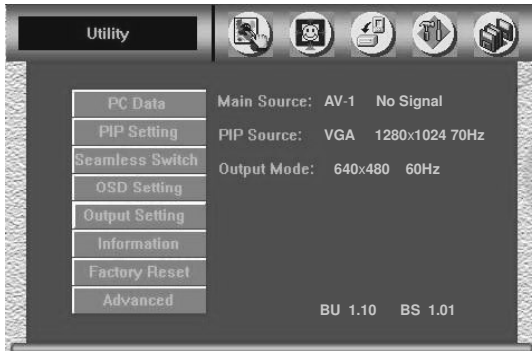 Utility
PC Data
PIP Setting
Seamless Switch
OSD Setting
Output Setting
Information
Factory Reset
Advanced
Main Source: AV-1 No Signal
PIP Source: VGA 1280x1024 70Hz
Output Mode: 640x480 60Hz
BU 1.10 BS 1.01